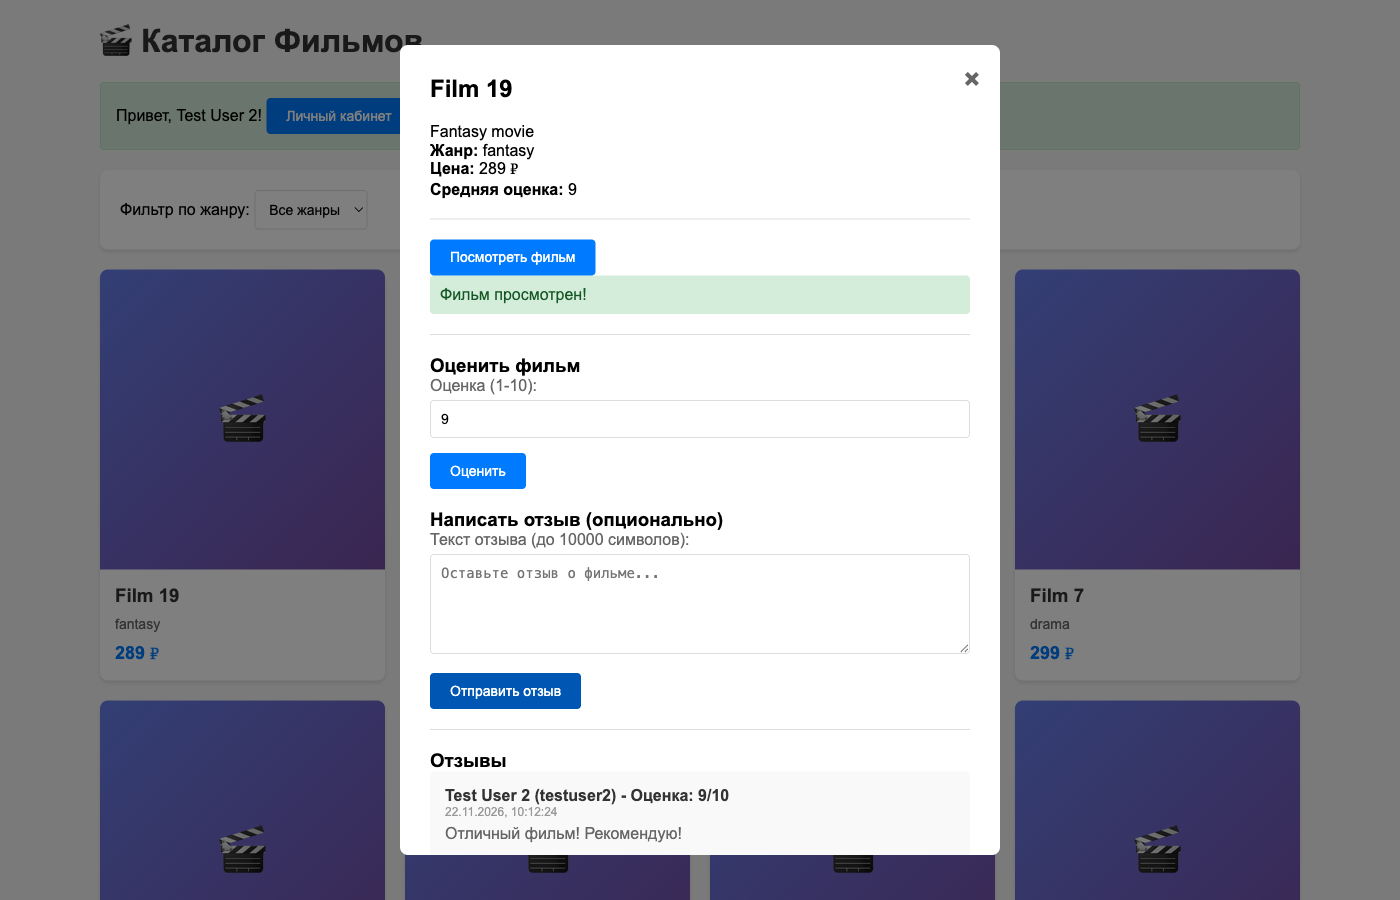 Каталог Фильмов
Привет, Test User 2! Личный кабинет
Фильтр по жанру: Все жанры
Film 19
Fantasy movie
Жанр: fantasy
Цена: 289 ₽
Средняя оценка: 9
Посмотреть фильм
Фильм просмотрен!
Оценить фильм
Оценка (1-10):
9
Оценить
Написать отзыв (опционально)
Текст отзыва (до 10000 символов):
Оставьте отзыв о фильме...
Отправить отзыв
Отзывы
Test User 2 (testuser2) - Оценка: 9/10
22.11.2026, 10:12:24
Отличный фильм! Рекомендую!
Film 19
fantasy
289 ₽
Film 7
drama
299 ₽